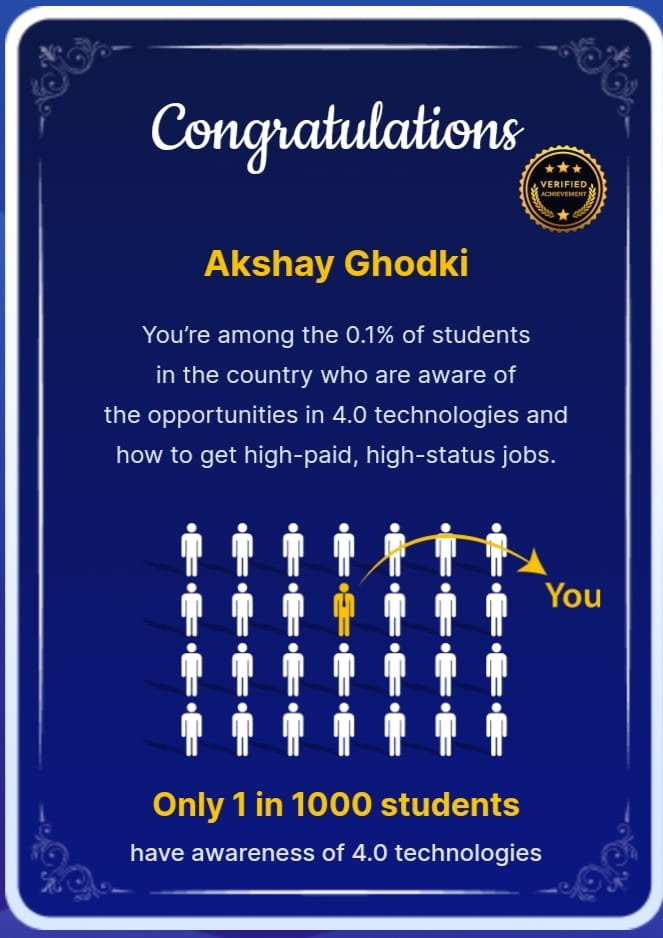 Congratulations
VERIFIED
ACHIEVEMENT
Akshay Ghodki
You’re among the 0.1% of students
in the country who are aware of
the opportunities in 4.0 technologies and
how to get high-paid, high-status jobs.
You
Only 1 in 1000 students
have awareness of 4.0 technologies